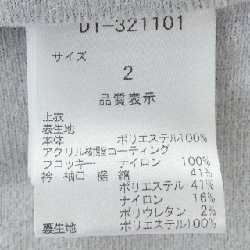 DT-321101
サイズ
2
品質表示
上衣
表生地
本体 ポリエステル100%
アクリル樹脂コーティング
フロッキー ナイロン 100%
衿 袖口 裾 綿 41%
ポリエステル 41%
ナイロン 16%
ポリウレタン 2%
裏生地 ポリエステル100%